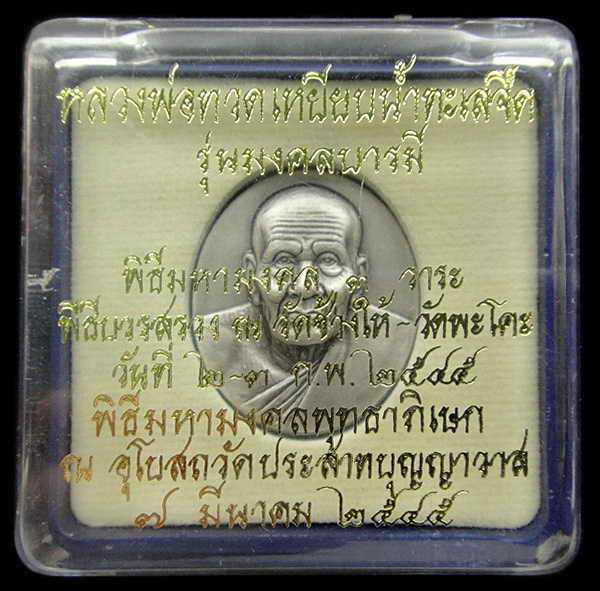 หลวงพ่อทวดเหยียบน้ำทะเลจืด
รุ่นมงคลบารมี
พิธีมหามงคล ๓ วาระ
พิธีบวรสรวง ณ วัดช้างให้-วัดพะโคะ
วันที่ ๒-๓ ก.พ. ๒๕๔๕
พิธีมหามงคลพุทธาภิเษก
ณ อุโบสถวัดประสาทบุญญาวาส
๗ มีนาคม ๒๕๔๕